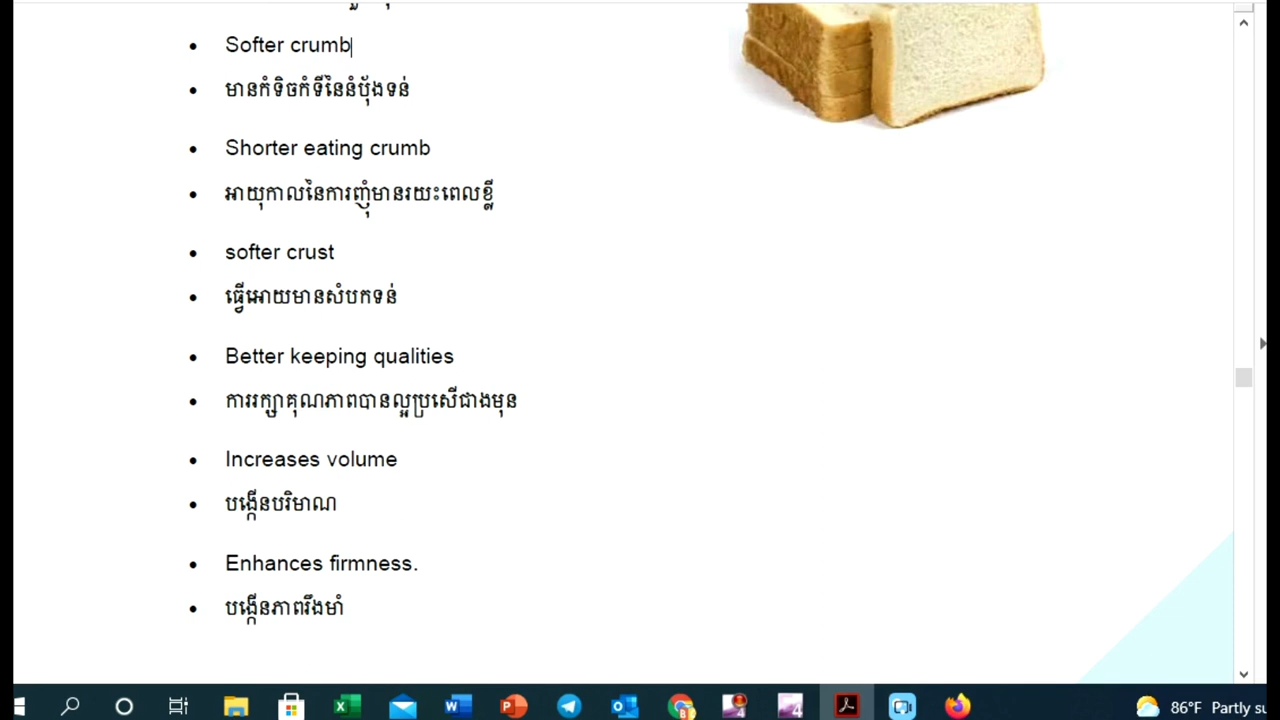 Softer crumb
មានកំទិចកំទីនៃនំប៉័ងទន់
Shorter eating crumb
អាយុកាលនៃការញ៉ុំមានរយះពេលខ្លី
softer crust
ធ្វើអោយមានសំបកទន់
Better keeping qualities
ការរក្សាគុណភាពបានល្អប្រសើជាងមុន
Increases volume
បង្កើនបរិមាណ
Enhances firmness.
បង្កើនភាពរឹងមាំ
86°F Partly su